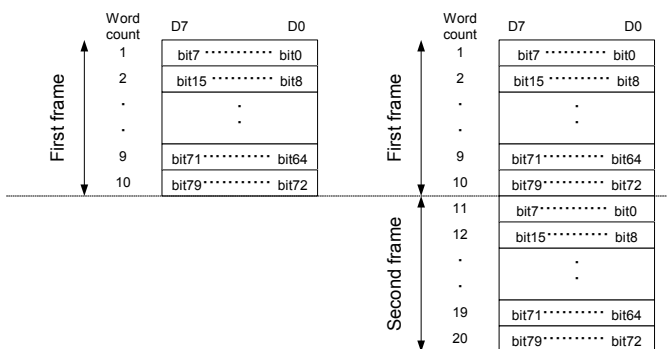 Word count D7 D0
1 bit7 ·········· bit0
2 bit15 ·········· bit8
· ·
· ·
9 bit71 ·········· bit64
10 bit79 ·········· bit72
First frame
Word count D7 D0
1 bit7 ·········· bit0
2 bit15 ·········· bit8
· ·
· ·
9 bit71 ·········· bit64
10 bit79 ·········· bit72
First frame
11 bit7 ·········· bit0
12 bit15 ·········· bit8
· ·
· ·
19 bit71 ·········· bit64
20 bit79 ·········· bit72
Second frame